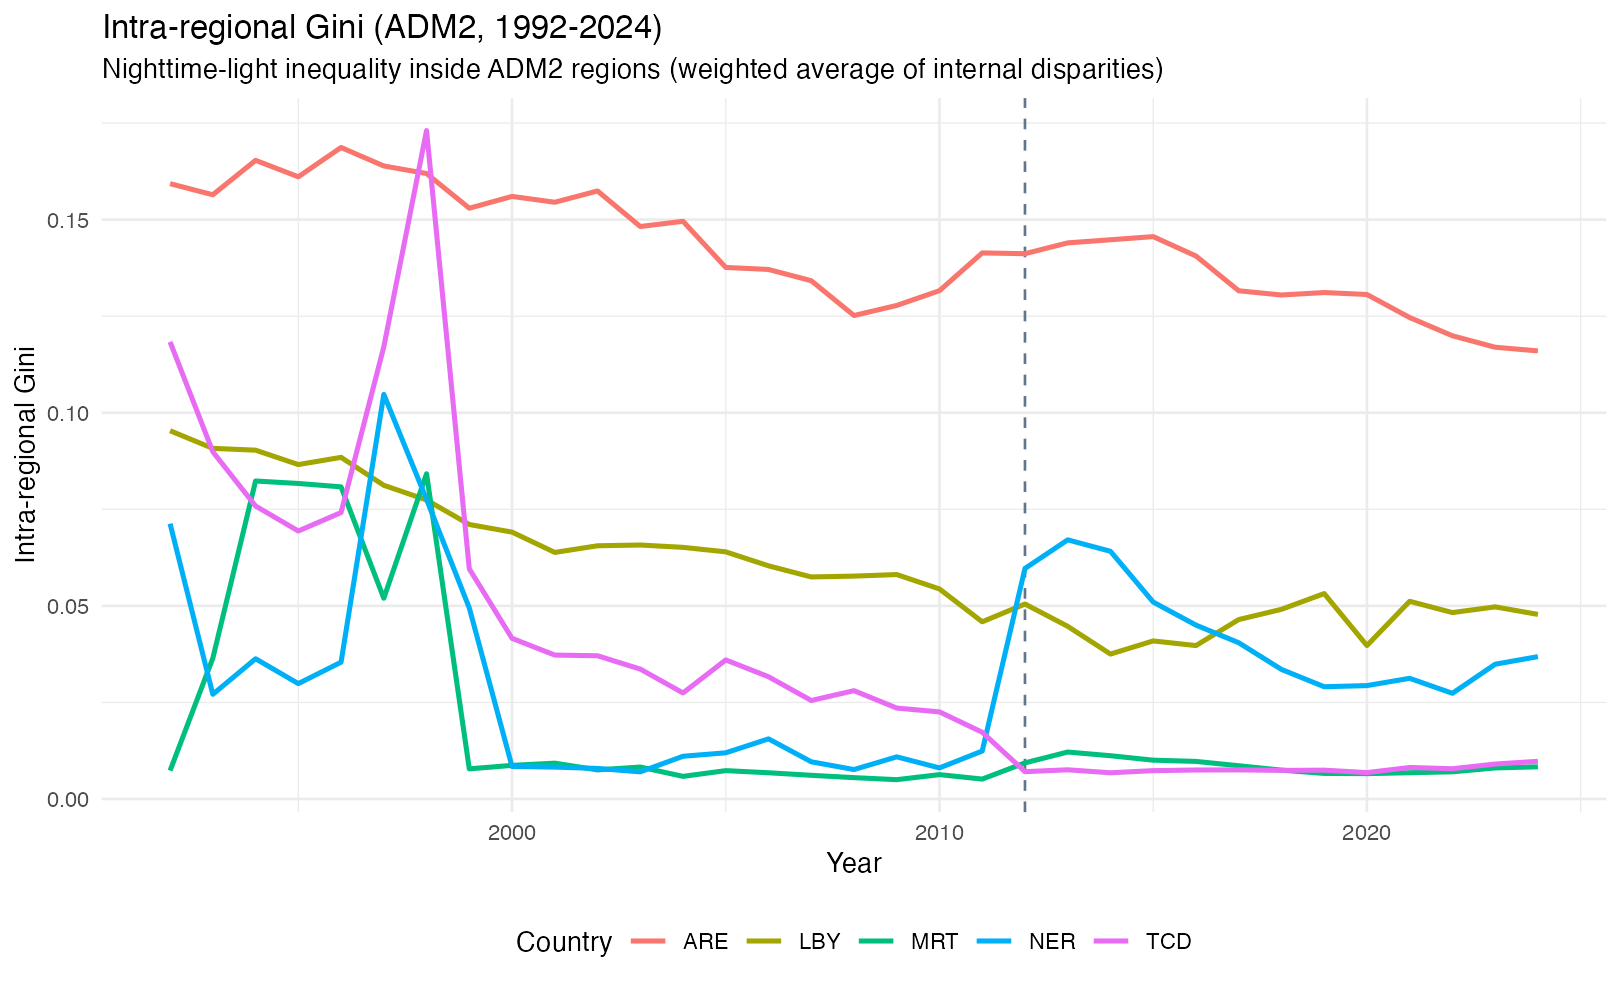 Intra-regional Gini (ADM2, 1992-2024)
Nighttime-light inequality inside ADM2 regions (weighted average of internal disparities)
Intra-regional Gini
0.15
0.10
0.05
0.00
2000 2010 2020
Year
Country ARE LBY MRT NER TCD